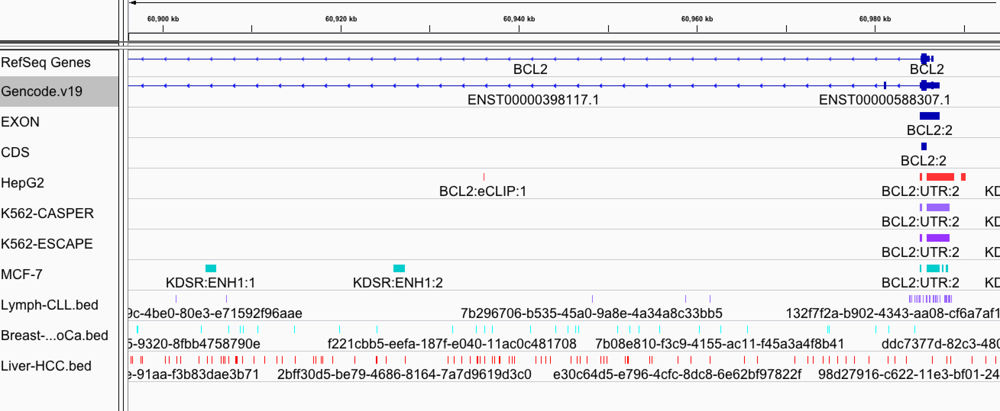 60,900 kb 60,920 kb 60,940 kb 60,960 kb 60,980 kb
RefSeq Genes
BCL2 BCL2
Gencode.v19
ENST00000398117.1 ENST00000588307.1
EXON
BCL2:2
CDS
BCL2:2
HepG2
BCL2:eCLIP:1 BCL2:UTR:2 KD
K562-CASPER
BCL2:UTR:2 KD
K562-ESCAPE
BCL2:UTR:2 KD
MCF-7
KDSR:ENH1:1 KDSR:ENH1:2 BCL2:UTR:2 KD
Lymph-CLL.bed
9c-4be0-80e3-e71592f96aae 7b296706-b535-45a0-9a8e-4a34a8c33bb5 132f7f2a-b902-4343-aa08-cf6a7af1
Breast-...oCa.bed
5-9320-8fbb4758790e f221cbb5-eefa-187f-e040-11ac0c481708 7b08e810-f3c9-4155-ac11-f45a3a4f8b41 ddc7377d-82c3-480
Liver-HCC.bed
e-91aa-f3b83dae3b71 2bff30d5-be79-4686-8164-7a7d9619d3c0 e30c64d5-e796-4cfc-8dc8-6e62bf97822f 98d27916-c622-11e3-bf01-24